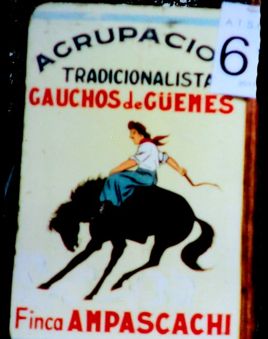 AGRUPACIO
6
TRADICIONALISTA
GAUCHOS de GÜEMES
Finca AMPASCACHI